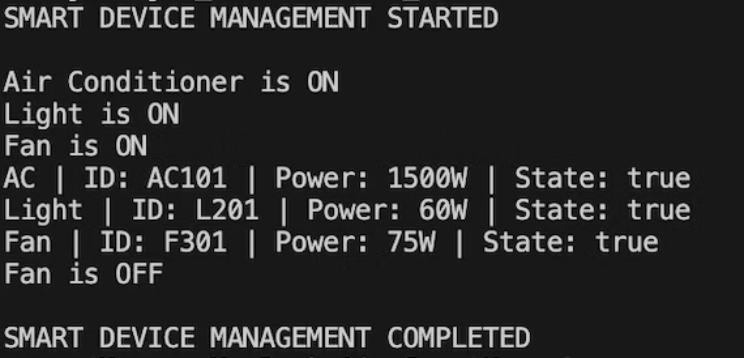 SMART DEVICE MANAGEMENT STARTED
Air Conditioner is ON
Light is ON
Fan is ON
AC | ID: AC101 | Power: 1500W | State: true
Light | ID: L201 | Power: 60W | State: true
Fan | ID: F301 | Power: 75W | State: true
Fan is OFF
SMART DEVICE MANAGEMENT COMPLETED